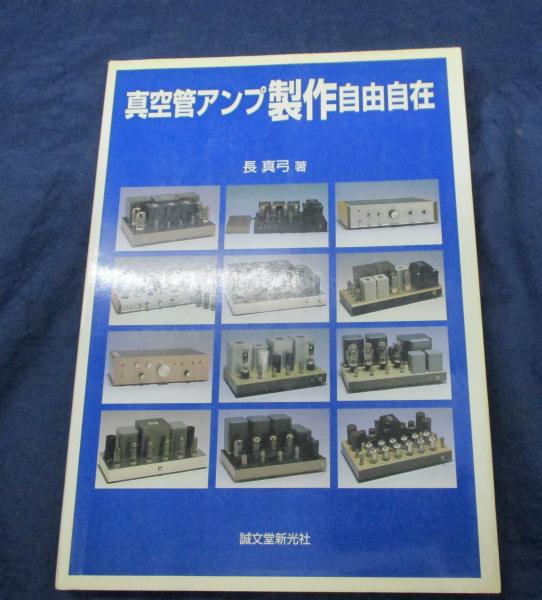 真空管アンプ製作自由自在
長 真弓 著
誠文堂新光社